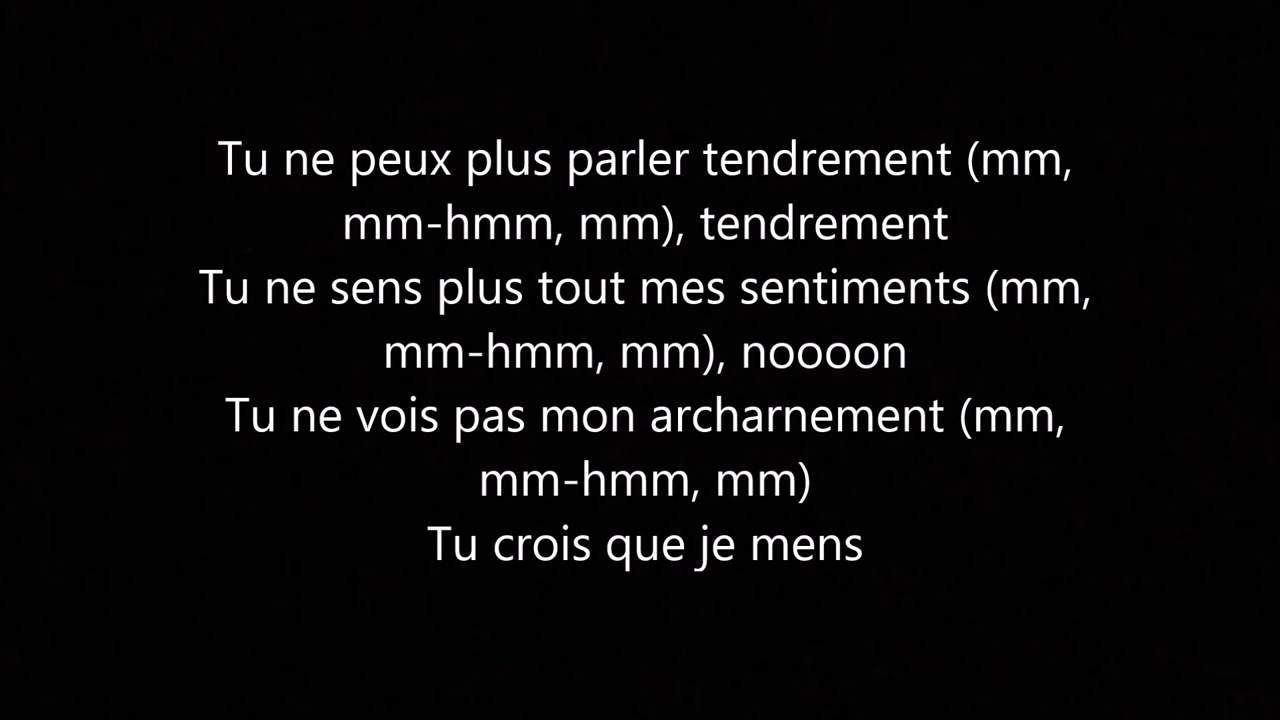 Tu ne peux plus parler tendrement (mm,
mm-hmm, mm), tendrement
Tu ne sens plus tout mes sentiments (mm,
mm-hmm, mm), noooon
Tu ne vois pas mon archarnement (mm,
mm-hmm, mm)
Tu crois que je mens